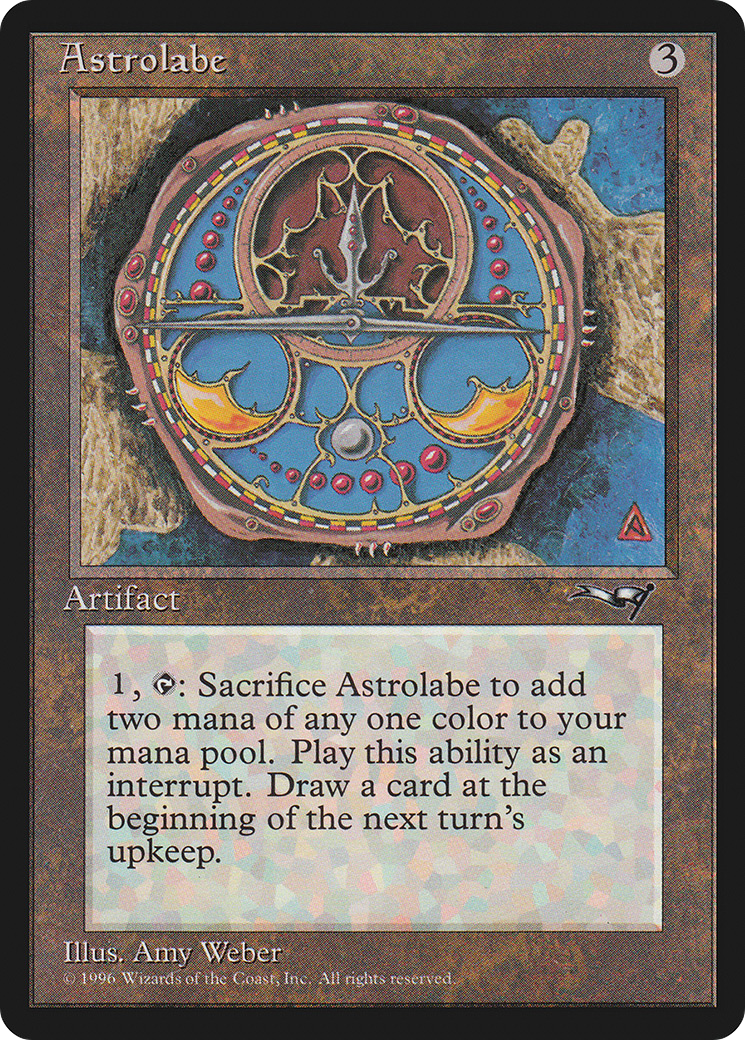 Astrolabe 3
Artifact
1, : Sacrifice Astrolabe to add
two mana of any one color to your
mana pool. Play this ability as an
interrupt. Draw a card at the
beginning of the next turn's
upkeep.
Illus. Amy Weber
© 1996 Wizards of the Coast, Inc. All rights reserved.